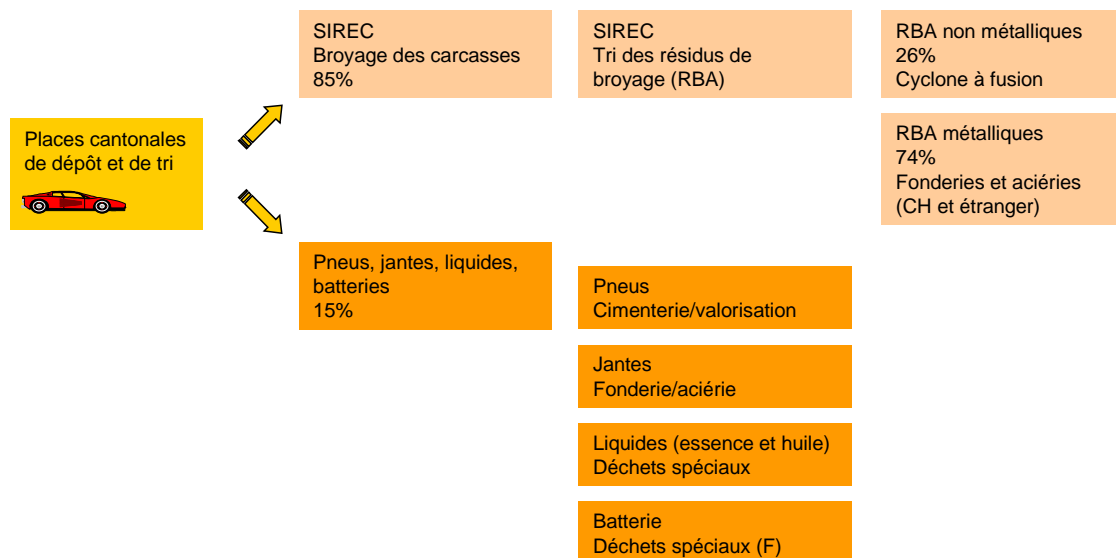 Places cantonales
de dépôt et de tri
SIREC
Broyage des carcasses
85%
SIREC
Tri des résidus de
broyage (RBA)
RBA non métalliques
26%
Cyclone à fusion
RBA métalliques
74%
Fonderies et aciéries
(CH et étranger)
Pneus, jantes, liquides,
batteries
15%
Pneus
Cimenterie/valorisation
Jantes
Fonderie/aciérie
Liquides (essence et huile)
Déchets spéciaux
Batterie
Déchets spéciaux (F)